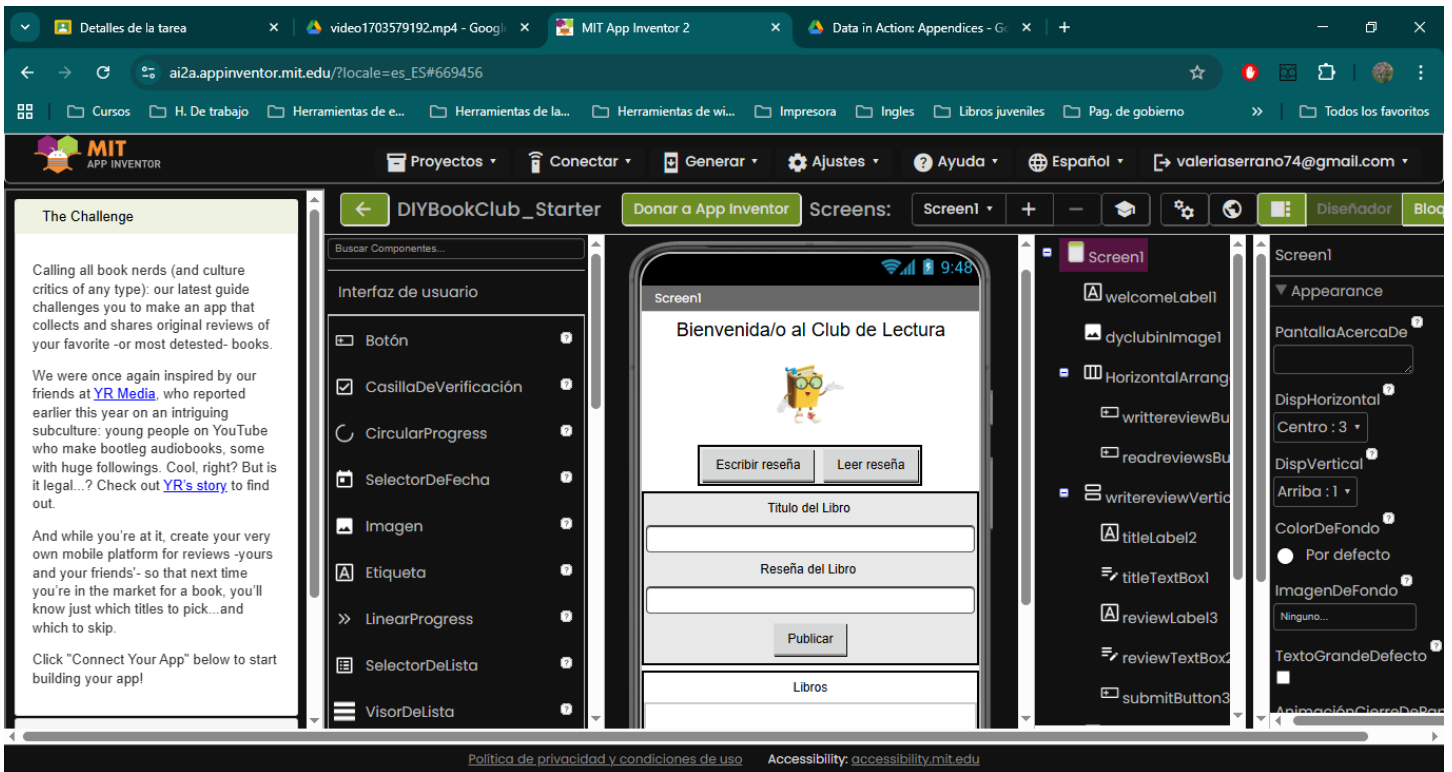 Detalles de la tarea
video1703579192.mp4 - Google
MIT App Inventor 2
Data in Action: Appendices - Go
ai2a.appinventor.mit.edu/?locale=es_ES#669456
Cursos
H. De trabajo
Herramientas de e...
Herramientas de la...
Herramientas de wi...
Impresora
Ingles
Libros juveniles
Pag. de gobierno
Todos los favoritos
MIT
APP INVENTOR
Proyectos
Conectar
Generar
Ajustes
Ayuda
Español
valeriaserrano74@gmail.com
The Challenge
Calling all book nerds (and culture
critics of any type): our latest guide
challenges you to make an app that
collects and shares original reviews of
your favorite -or most detested- books.
We were once again inspired by our
friends at YR Media, who reported
earlier this year on an intriguing
subculture: young people on YouTube
who make bootleg audiobooks, some
with huge followings. Cool, right? But is
it legal...? Check out YR's story to find
out.
And while you're at it, create your very
own mobile platform for reviews -yours
and your friends'- so that next time
you're in the market for a book, you'll
know just which titles to pick...and
which to skip.
Click "Connect Your App" below to start
building your app!
DIYBookClub_Starter
Donar a App Inventor
Screens:
Screen1
Diseñador
Bloq
Buscar Componentes...
Interfaz de usuario
Botón
CasillaDeVerificación
CircularProgress
SelectorDeFecha
Imagen
Etiqueta
LinearProgress
SelectorDeLista
VisorDeLista
9:48
Screen1
Bienvenida/o al Club de Lectura
Escribir reseña
Leer reseña
Titulo del Libro
Reseña del Libro
Publicar
Libros
Screen1
welcomeLabel1
dyclubinImage1
HorizontalArrang
writtereviewBu
readreviewsBu
writereviewVertic
titleLabel2
titleTextBox1
reviewLabel3
reviewTextBox2
submitButton3
Screen1
Appearance
PantallaAcercaDe
DispHorizontal
Centro : 3
DispVertical
Arriba : 1
ColorDeFondo
Por defecto
ImagenDeFondo
Ninguno...
TextoGrandeDefecto
AnimaciónCierreDePan
Política de privacidad y condiciones de uso
Accessibility: accessibility.mit.edu